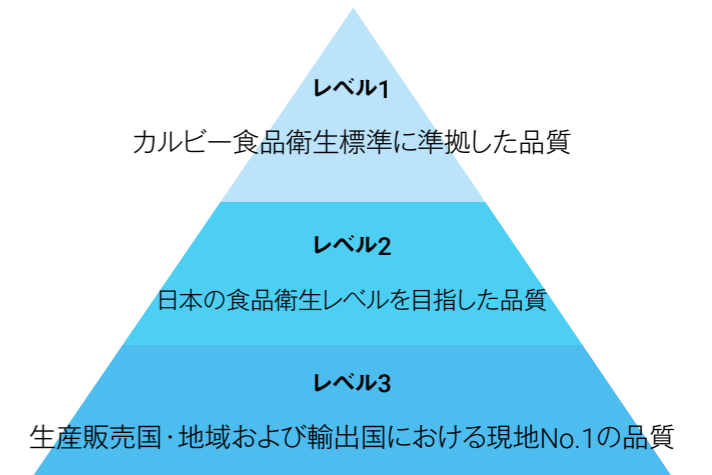 レベル1
カルビー食品衛生標準に準拠した品質
レベル2
日本の食品衛生レベルを目指した品質
レベル3
生産販売国・地域および輸出国における現地No.1の品質